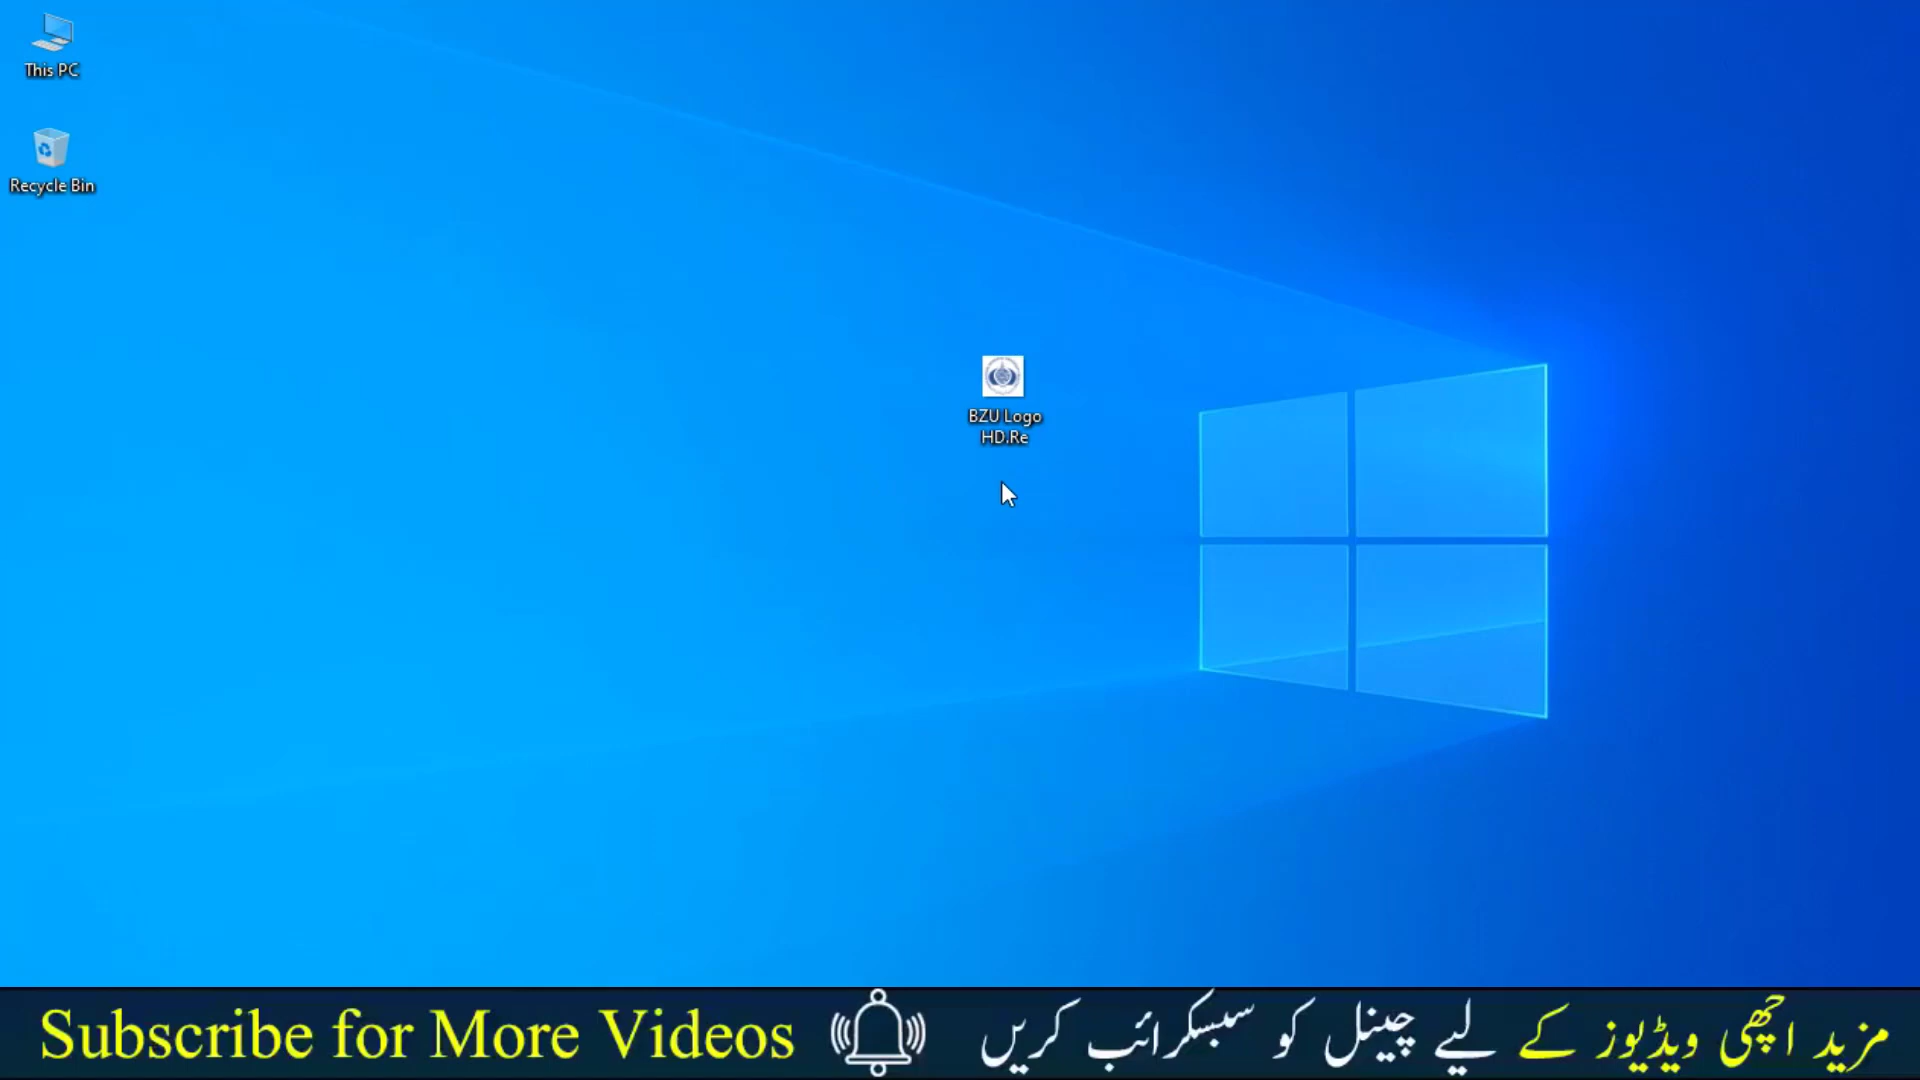 This PC
Recycle Bin
BZU Logo
HD.Re
Subscribe for More Videos
مزید اچھی ویڈیوز کے لیے چینل کو سبسکرائب کریں